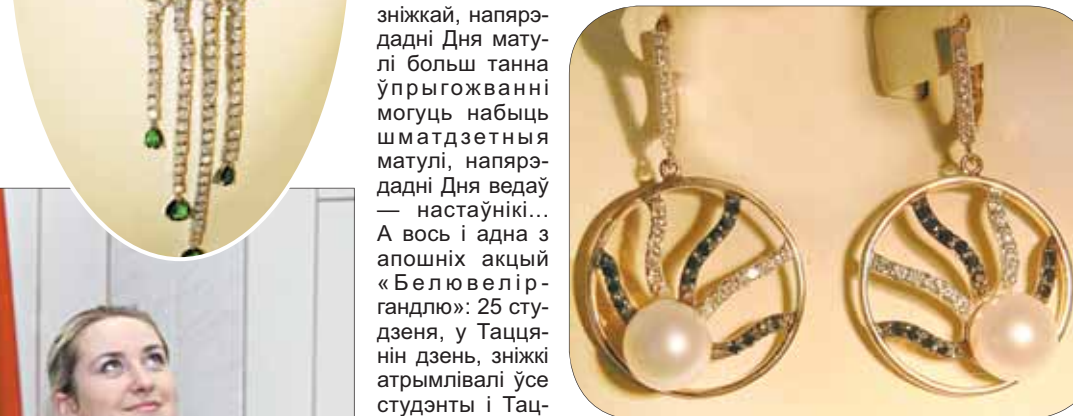 зніжкай, напярэ-
дадні Дня мату-
лі больш танна
ўпрыгожванні
могуць набыць
шматдзетныя
матулі, напярэ-
дадні Дня ведаў
— настаўнікі...
А вось і адна з
апошніх акцый
«Белювелір-
гандлю»: 25 сту-
дзеня, у Таццян-
нін дзень, зніжкі
атрымлівалі ўсе
студэнты і Тац-